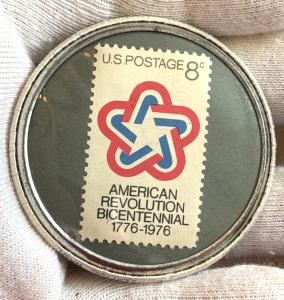 U.S. POSTAGE 8c
AMERICAN
REVOLUTION
BICENTENNIAL
1776-1976